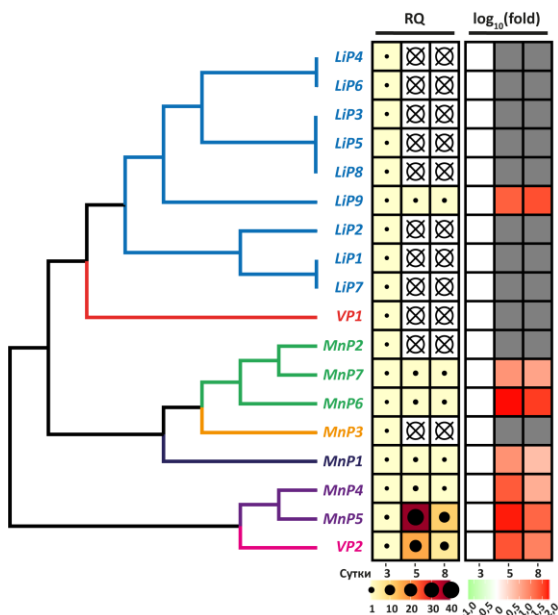 RQ log₁₀(fold)
LiP4
LiP6
LiP3
LiP5
LiP8
LiP9
LiP2
LiP1
LiP7
VP1
MnP2
MnP7
MnP6
MnP3
MnP1
MnP4
MnP5
VP2
Сутки 3 5 8 3 5 8
1 10 20 30 40 1,0 0,5 0 0,5 1,0 1,5 2,0